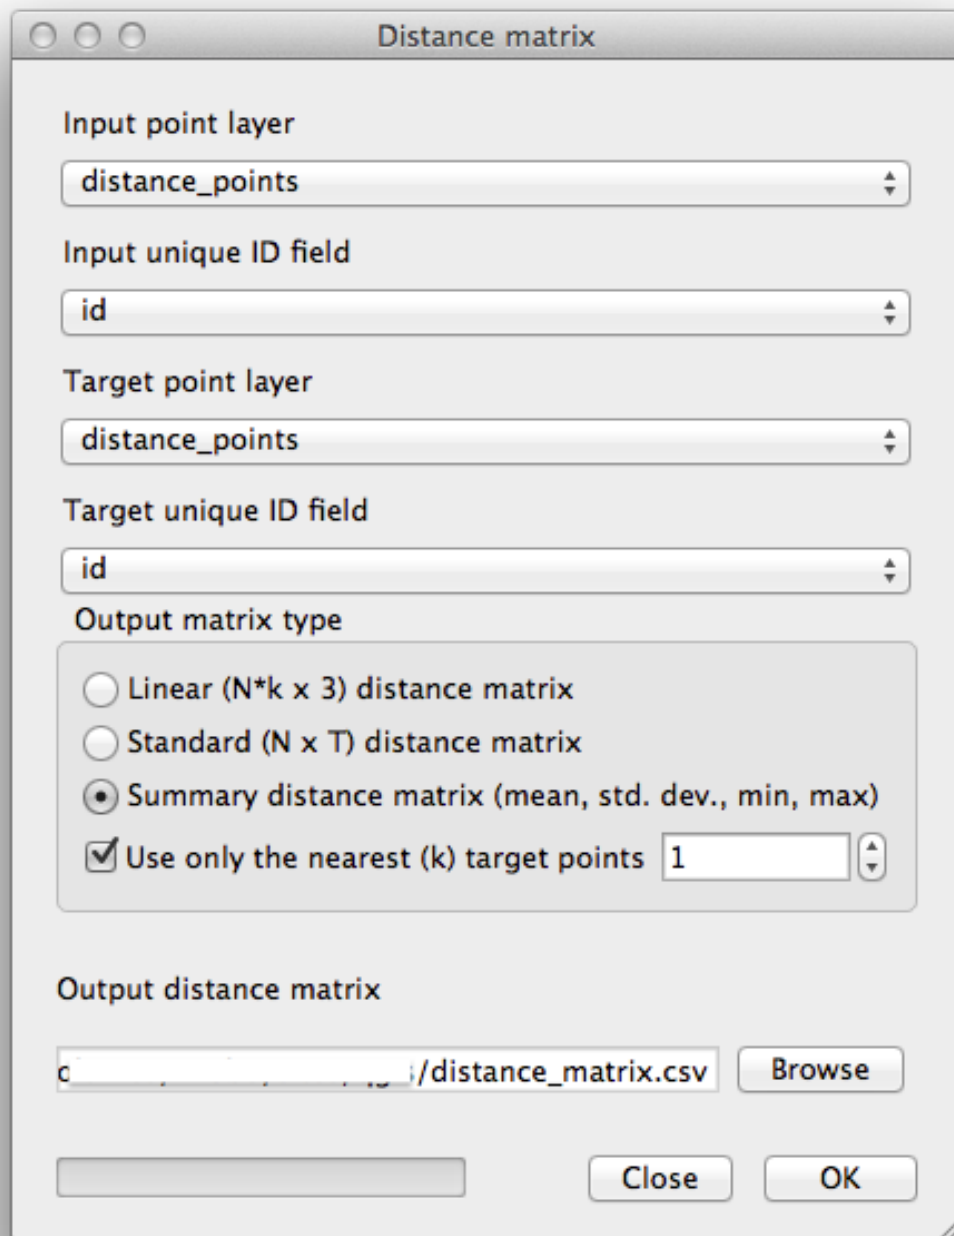 Distance matrix
Input point layer
distance_points
Input unique ID field
id
Target point layer
distance_points
Target unique ID field
id
Output matrix type
Linear (N*k x 3) distance matrix
Standard (N x T) distance matrix
Summary distance matrix (mean, std. dev., min, max)
Use only the nearest (k) target points 1
Output distance matrix
/distance_matrix.csv Browse
Close OK